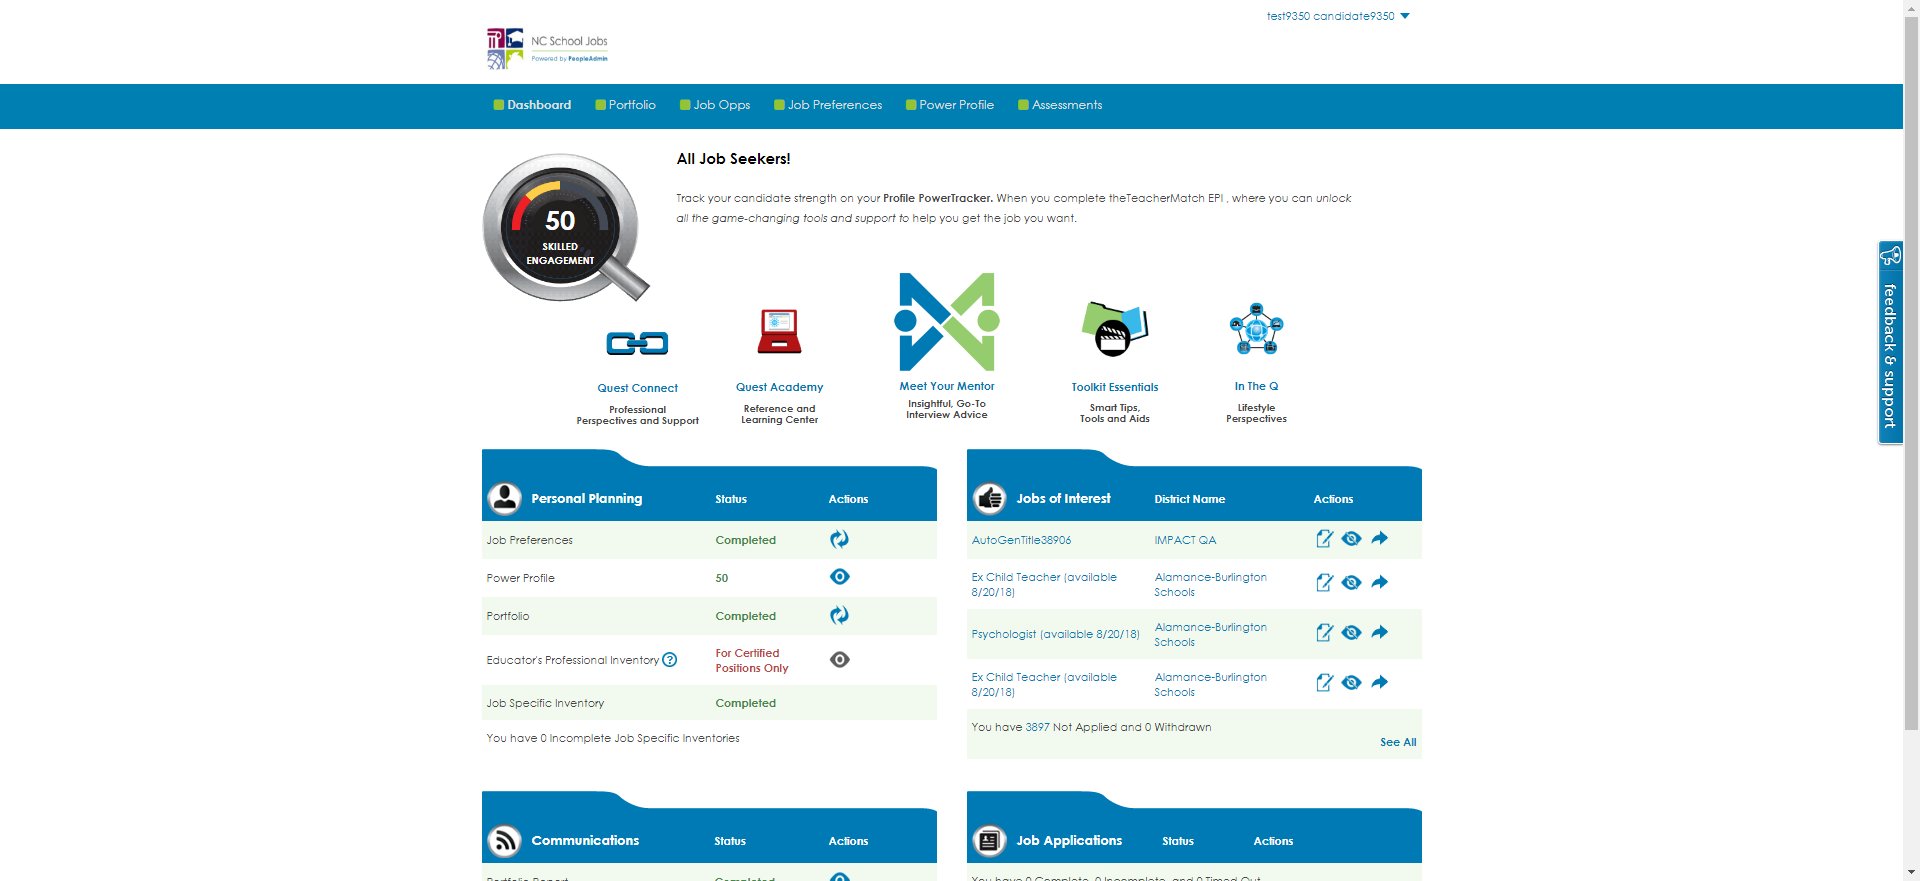 test9350 candidate9350
NC School Jobs
Powered by PeopleAdmin
Dashboard
Portfolio
Job Opps
Job Preferences
Power Profile
Assessments
All Job Seekers!
Track your candidate strength on your Profile PowerTracker. When you complete theTeacherMatch EPI , where you can unlock
all the game-changing tools and support to help you get the job you want.
50
SKILLED
ENGAGEMENT
feedback & support
Quest Connect
Professional
Perspectives and Support
Quest Academy
Reference and
Learning Center
Meet Your Mentor
Insightful, Go-To
Interview Advice
Toolkit Essentials
Smart Tips,
Tools and Aids
In The Q
Lifestyle
Perspectives
Personal Planning Status Actions
Job Preferences Completed
Power Profile 50
Portfolio Completed
Educator's Professional Inventory ? For Certified
Positions Only
Job Specific Inventory Completed
You have 0 Incomplete Job Specific Inventories
Jobs of Interest District Name Actions
AutoGenTitle38906 IMPACT QA
Ex Child Teacher (available
8/20/18)
Alamance-Burlington
Schools
Psychologist (available 8/20/18)
Alamance-Burlington
Schools
Ex Child Teacher (available
8/20/18)
Alamance-Burlington
Schools
You have 3897 Not Applied and 0 Withdrawn
See All
Communications Status Actions
Portfolio Report Completed
Job Applications Status Actions
You have 0 Complete, 0 Incomplete, and 0 Timed Out